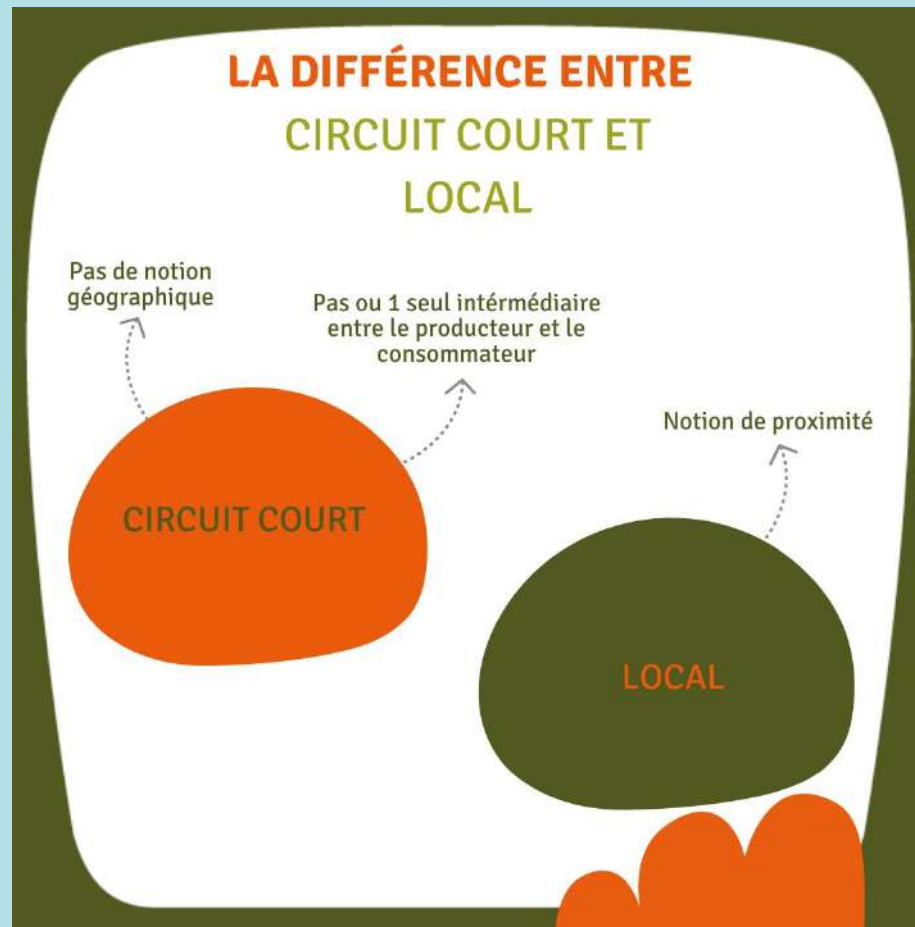 LA DIFFÉRENCE ENTRE
CIRCUIT COURT ET
LOCAL
Pas de notion
géographique
Pas ou 1 seul intérmédiaire
entre le producteur et le
consommateur
Notion de proximité
CIRCUIT COURT
LOCAL